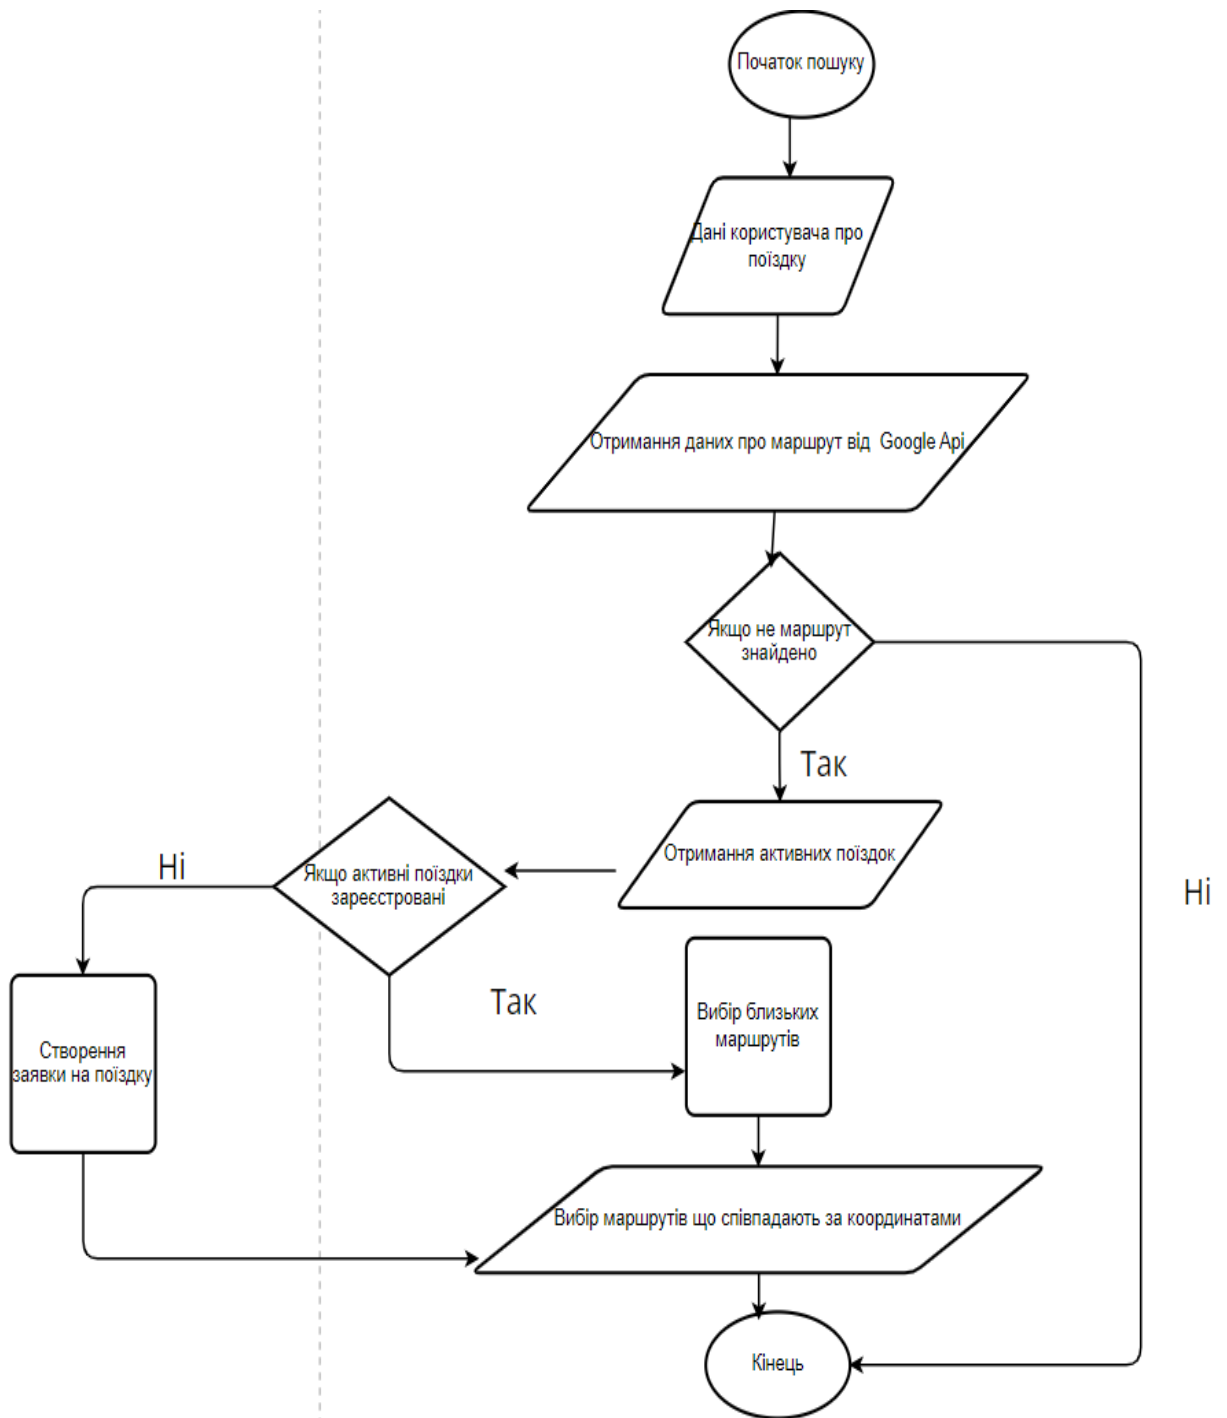 Початок пошуку
Дані користувача про
поїздку
Отримання даних про маршрут від Google Api
Якщо не маршрут
знайдено
Так
Отримання активних поїздок
Ні
Якщо активні поїздки
зареєстровані
Ні
Так
Вибір близьких
маршрутів
Створення
заявки на поїздку
Вибір маршрутів що співпадають за координатами
Кінець